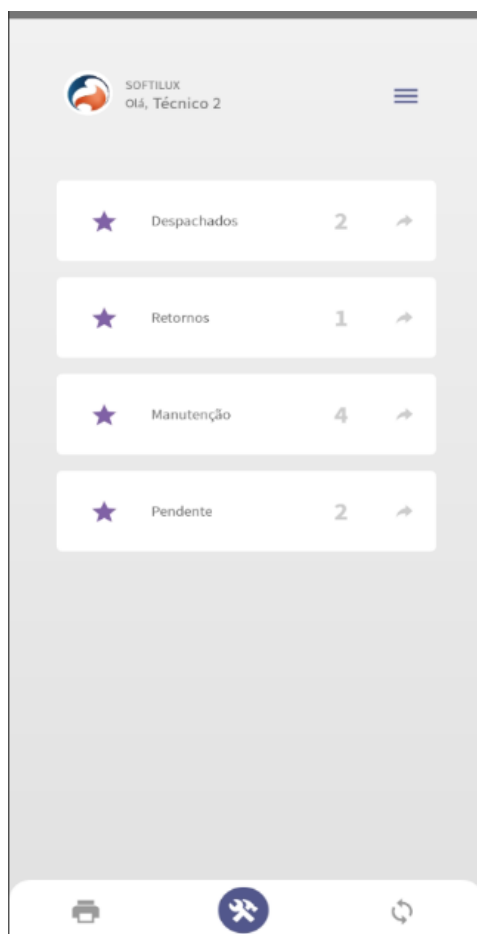 SOFTILUX
Olá, Técnico 2
Despachados 2
Retornos 1
Manutenção 4
Pendente 2